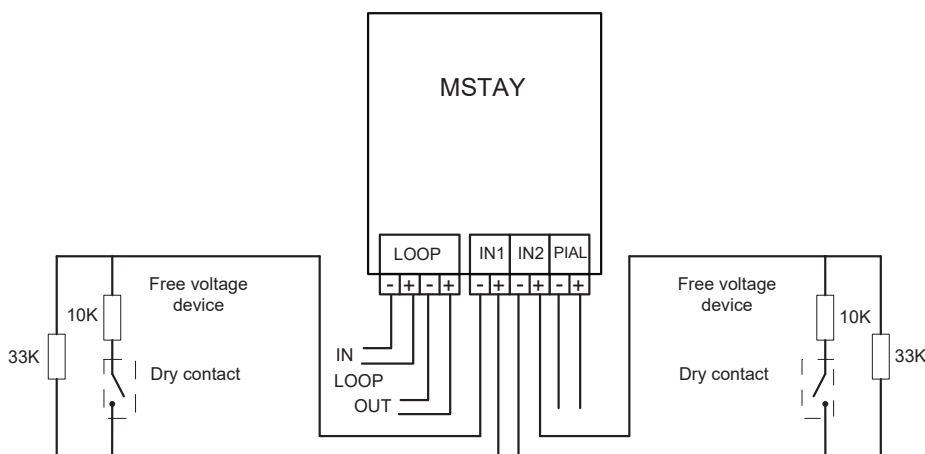 MSTAY
LOOP IN1 IN2 PIAL
- + - + - + - + - +
Free voltage
device
10K
33K
Dry contact
IN
LOOP
OUT
Free voltage
device
10K
33K
Dry contact